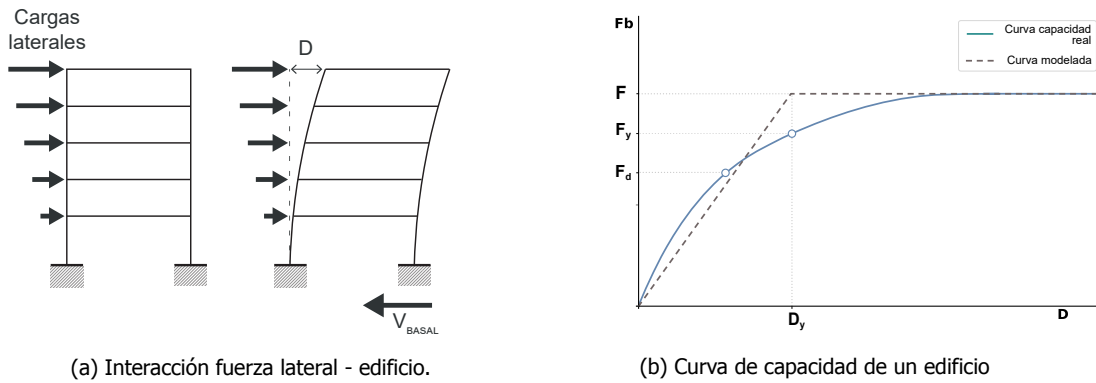 Cargas
laterales
D
V BASAL
(a) Interacción fuerza lateral - edificio.
Fb
Curva capacidad
real
Curva modelada
F
Fy
Fd
Dy
D
(b) Curva de capacidad de un edificio